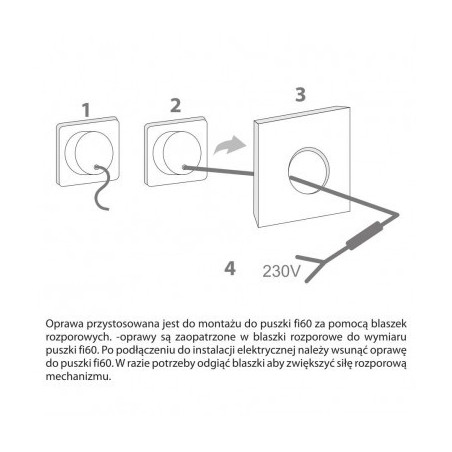 1
2
3
4
230V
Oprawa przystosowana jest do montażu do puszki fi60 za pomocą blaszek
rozporowych. -oprawy są zaopatrzone w blaszki rozporowe do wymiaru
puszki fi60. Po podłączeniu do instalacji elektrycznej należy wsunąć oprawę
do puszki fi60. W razie potrzeby odgiąć blaszki aby zwiększyć siłę rozporową
mechanizmu.